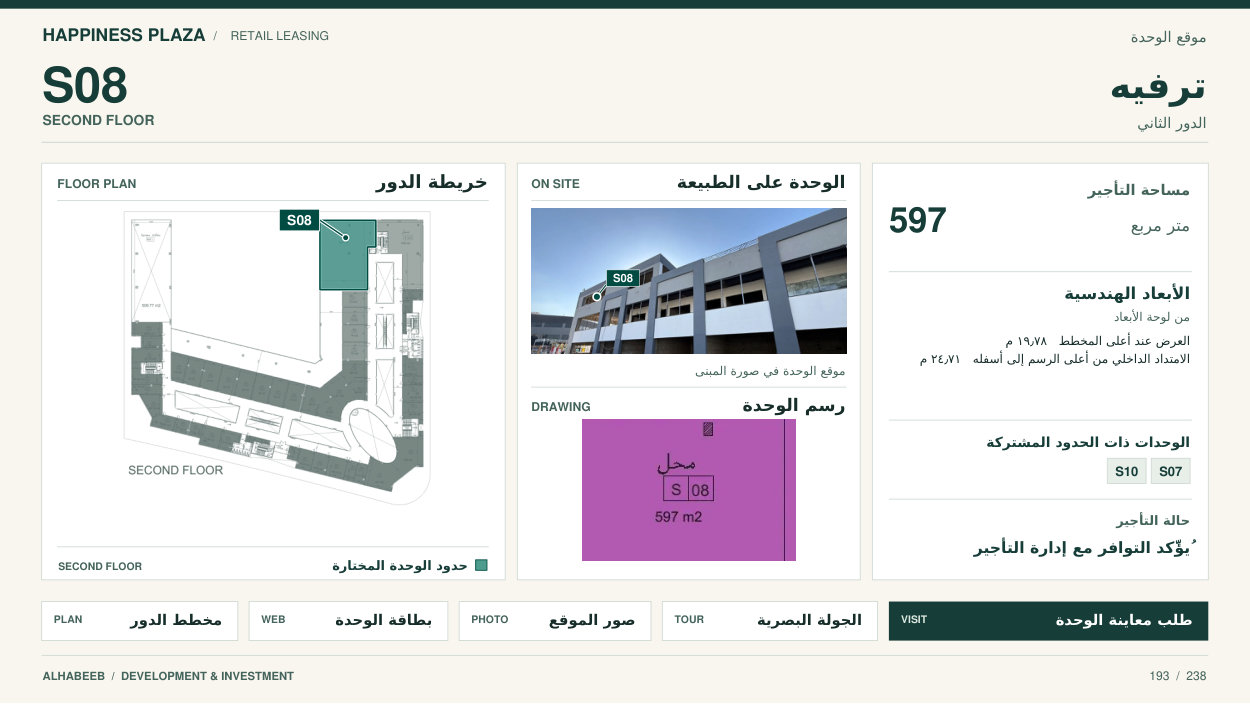 HAPPINESS PLAZA / RETAIL LEASING
موقع الوحدة
S08
ترفيه
SECOND FLOOR
الدور الثاني
FLOOR PLAN
خريطة الدور
S08
SECOND FLOOR
SECOND FLOOR
حدود الوحدة المختارة
ON SITE
الوحدة على الطبيعة
S08
موقع الوحدة في صورة المبنى
DRAWING
رسم الوحدة
محل
S 08
597 m2
مساحة التأجير
597
متر مربع
الأبعاد الهندسية
من لوحة الأبعاد
العرض عند أعلى المخطط ١٩٫٧٨ م
الامتداد الداخلي من أعلى الرسم إلى أسفله ٢٤٫٧١ م
الوحدات ذات الحدود المشتركة
S07
S10
حالة التأجير
يؤّكد التوافر مع إدارة التأجير
PLAN
مخطط الدور
WEB
بطاقة الوحدة
PHOTO
صور الموقع
TOUR
الجولة البصرية
VISIT
طلب معاينة الوحدة
ALHABEEB / DEVELOPMENT & INVESTMENT
193 / 238